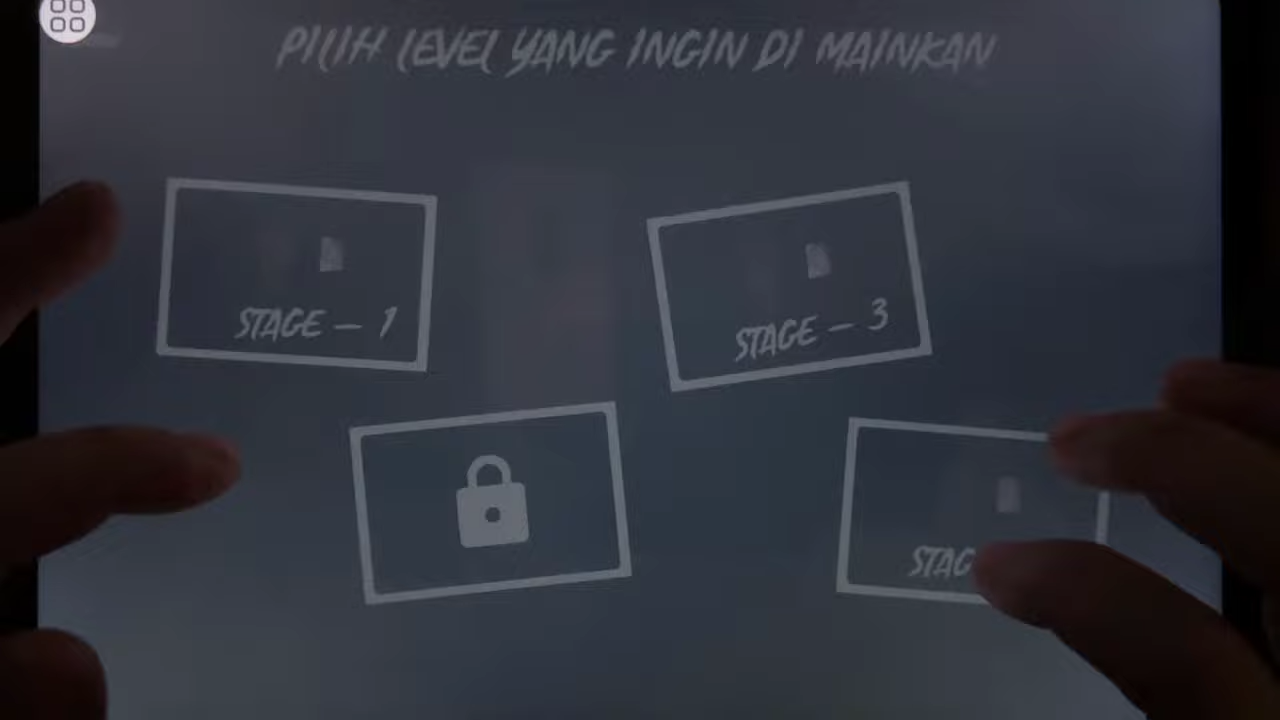 PILIH LEVEL YANG INGIN DI MAINKAN
STAGE - 1
STAGE - 3